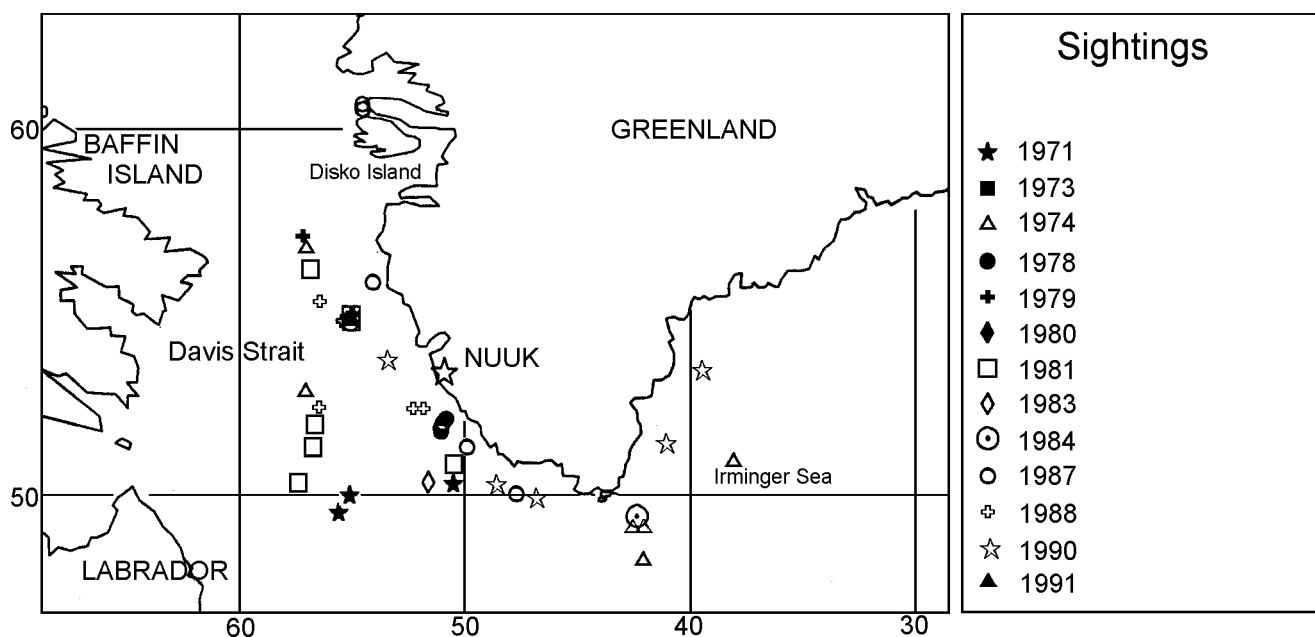 Sightings
60
BAFFIN
ISLAND
GREENLAND
Disko Island
Davis Strait
NUUK
Irminger Sea
50
LABRADOR
60
50
40
30
1971
1973
1974
1978
1979
1980
1981
1983
1984
1987
1988
1990
1991